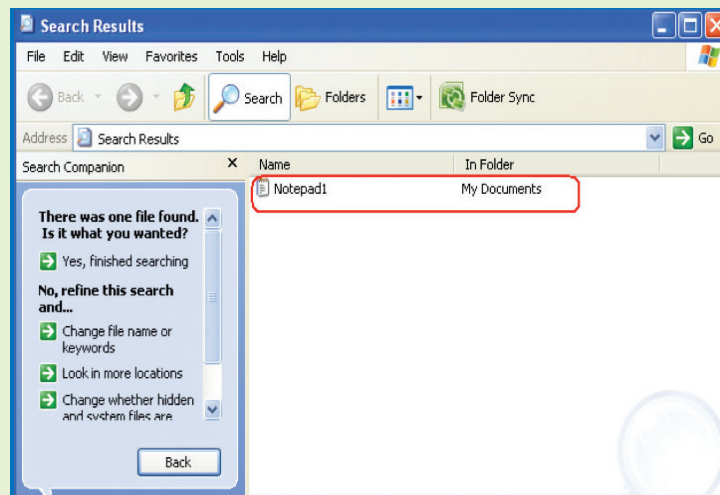 Search Results
File Edit View Favorites Tools Help
Back Search Folders Folder Sync
Address Search Results Go
Search Companion Name In Folder
Notepad1 My Documents
There was one file found.
Is it what you wanted?
Yes, finished searching
No, refine this search
and...
Change file name or
keywords
Look in more locations
Change whether hidden
and system files are
Back